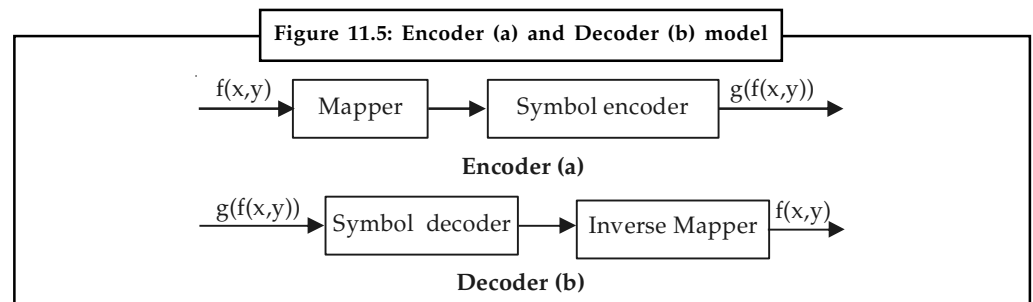 Figure 11.5: Encoder (a) and Decoder (b) model
f(x,y) Mapper Symbol encoder g(f(x,y))
Encoder (a)
g(f(x,y)) Symbol decoder Inverse Mapper f(x,y)
Decoder (b)